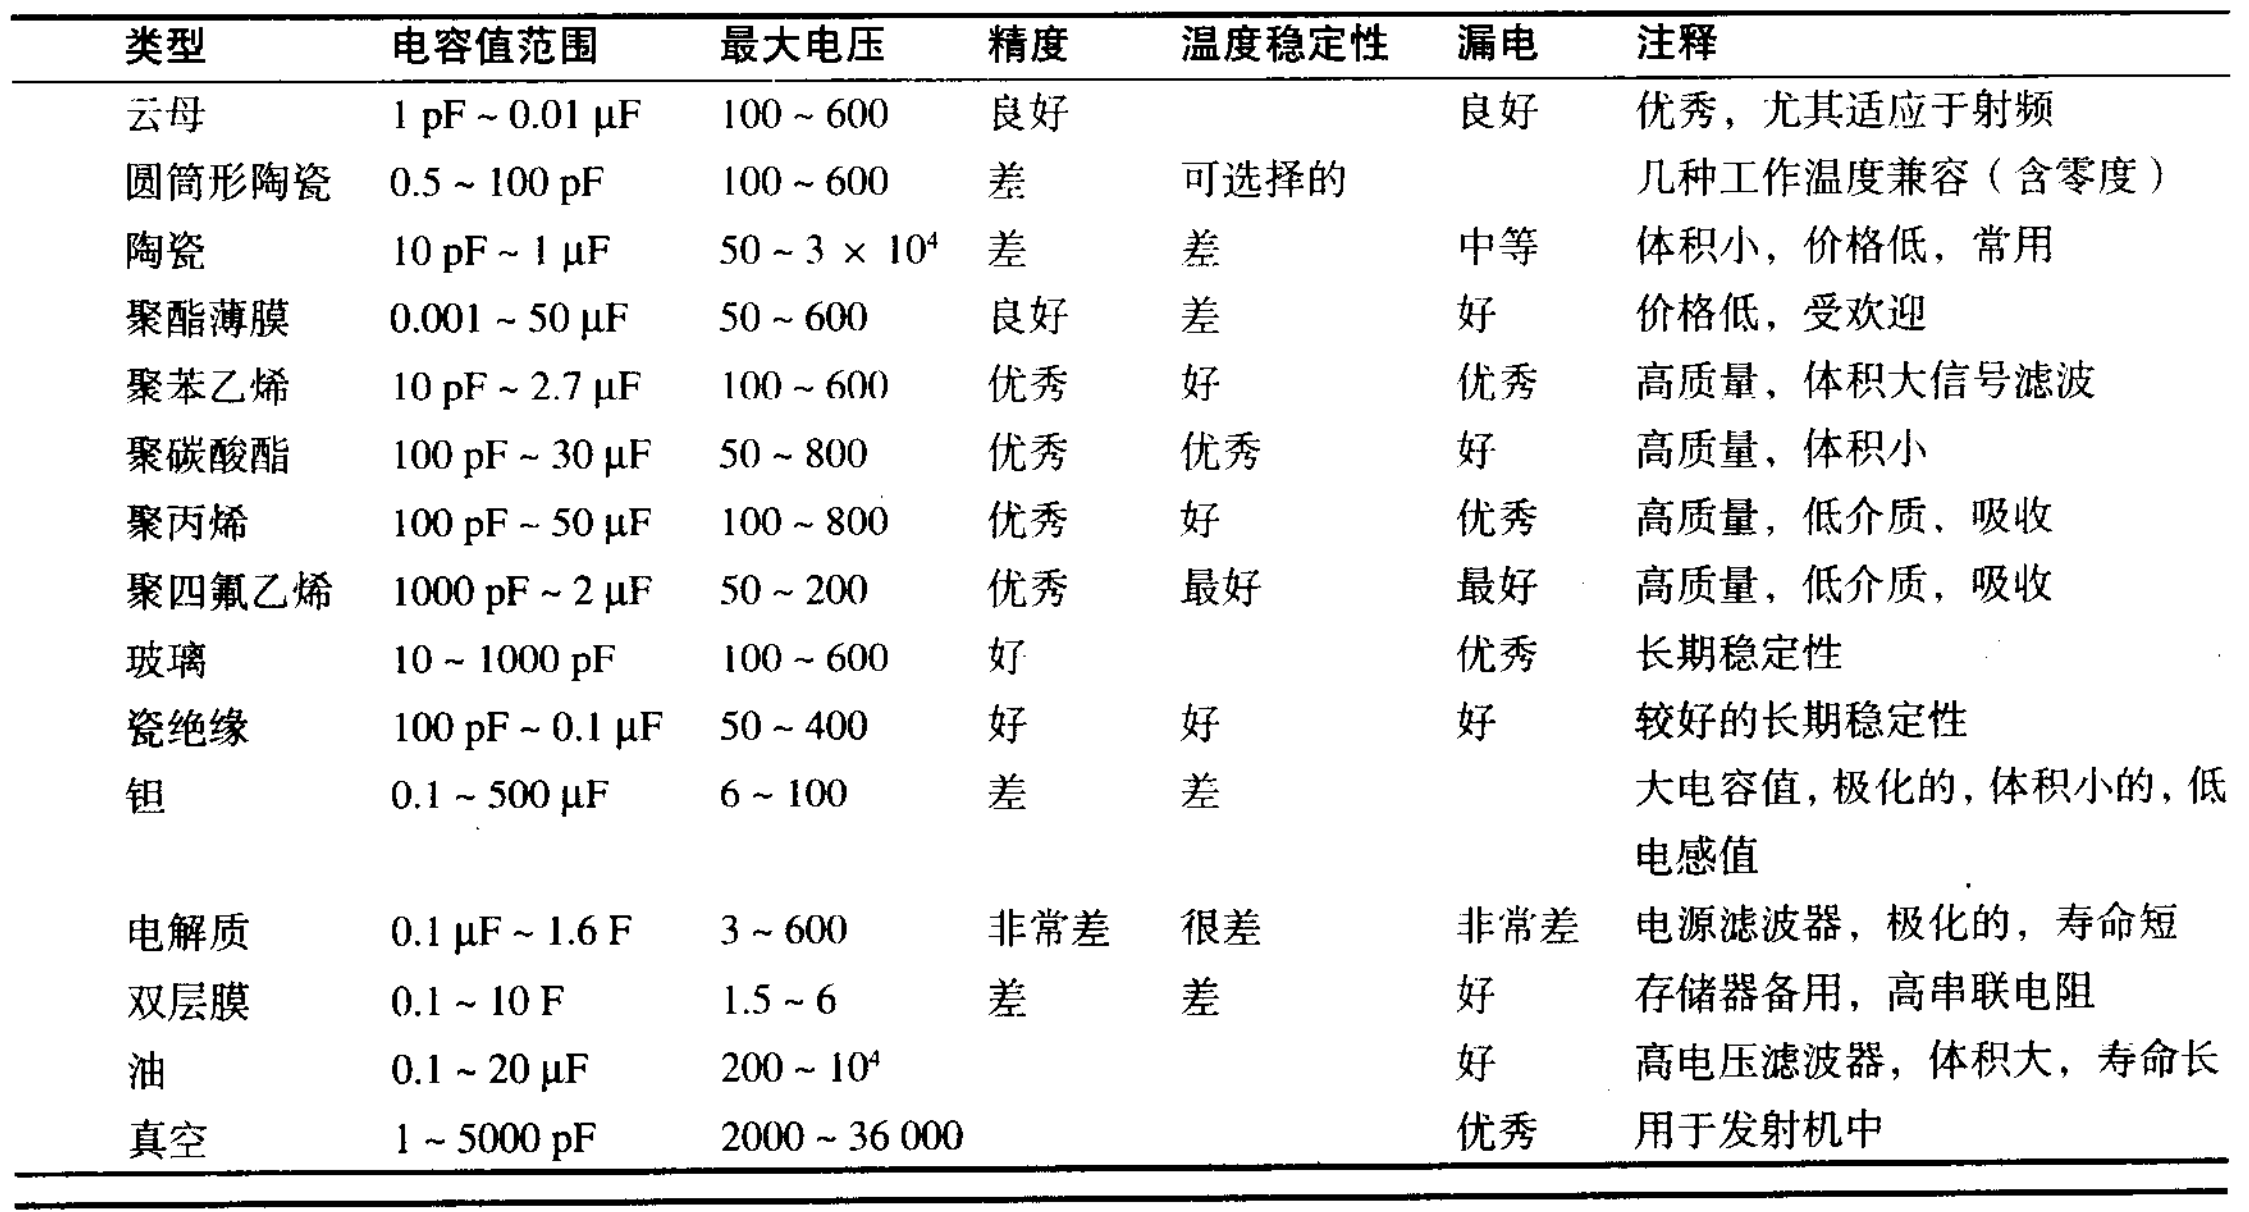 类型 电容值范围 最大电压 精度 温度稳定性 漏电 注释
云母 1 pF ~ 0.01 μF 100 ~ 600 良好 良好 优秀，尤其适应于射频
圆筒形陶瓷 0.5 ~ 100 pF 100 ~ 600 差 可选择的 几种工作温度兼容（含零度）
陶瓷 10 pF ~ 1 μF 50 ~ 3 × 10⁴ 差 差 中等 体积小，价格低，常用
聚酯薄膜 0.001 ~ 50 μF 50 ~ 600 良好 差 好 价格低，受欢迎
聚苯乙烯 10 pF ~ 2.7 μF 100 ~ 600 优秀 好 优秀 高质量，体积大信号滤波
聚碳酸酯 100 pF ~ 30 μF 50 ~ 800 优秀 优秀 好 高质量，体积小
聚丙烯 100 pF ~ 50 μF 100 ~ 800 优秀 好 优秀 高质量，低介质、吸收
聚四氟乙烯 1000 pF ~ 2 μF 50 ~ 200 优秀 最好 最好 高质量，低介质，吸收
玻璃 10 ~ 1000 pF 100 ~ 600 好 优秀 长期稳定性
瓷绝缘 100 pF ~ 0.1 μF 50 ~ 400 好 好 好 较好的长期稳定性
钽 0.1 ~ 500 μF 6 ~ 100 差 差 大电容值，极化的，体积小的，低
电感值
电解质 0.1 μF ~ 1.6 F 3 ~ 600 非常差 很差 非常差 电源滤波器，极化的，寿命短
双层膜 0.1 ~ 10 F 1.5 ~ 6 差 差 好 存储器备用，高串联电阻
油 0.1 ~ 20 μF 200 ~ 10⁴ 好 高电压滤波器，体积大，寿命长
真空 1 ~ 5000 pF 2000 ~ 36 000 优秀 用于发射机中